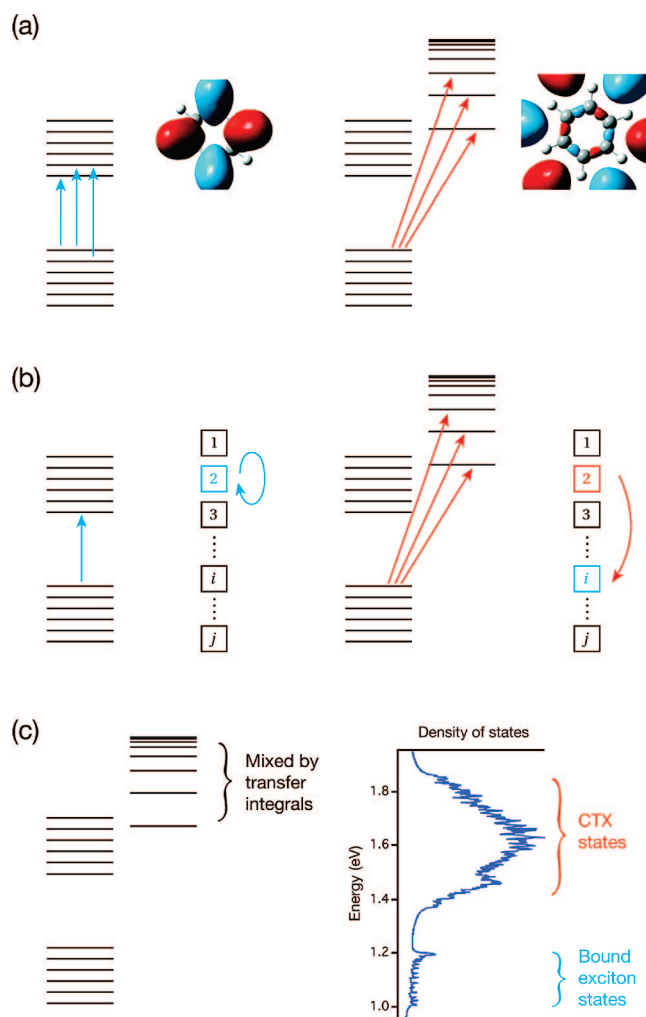 (a)
(b)
1
2
3
i
j
1
2
3
i
j
(c)
Mixed by
transfer
integrals
Density of states
Energy (eV)
1.8
1.6
1.4
1.2
1.0
CTX
states
Bound
exciton
states